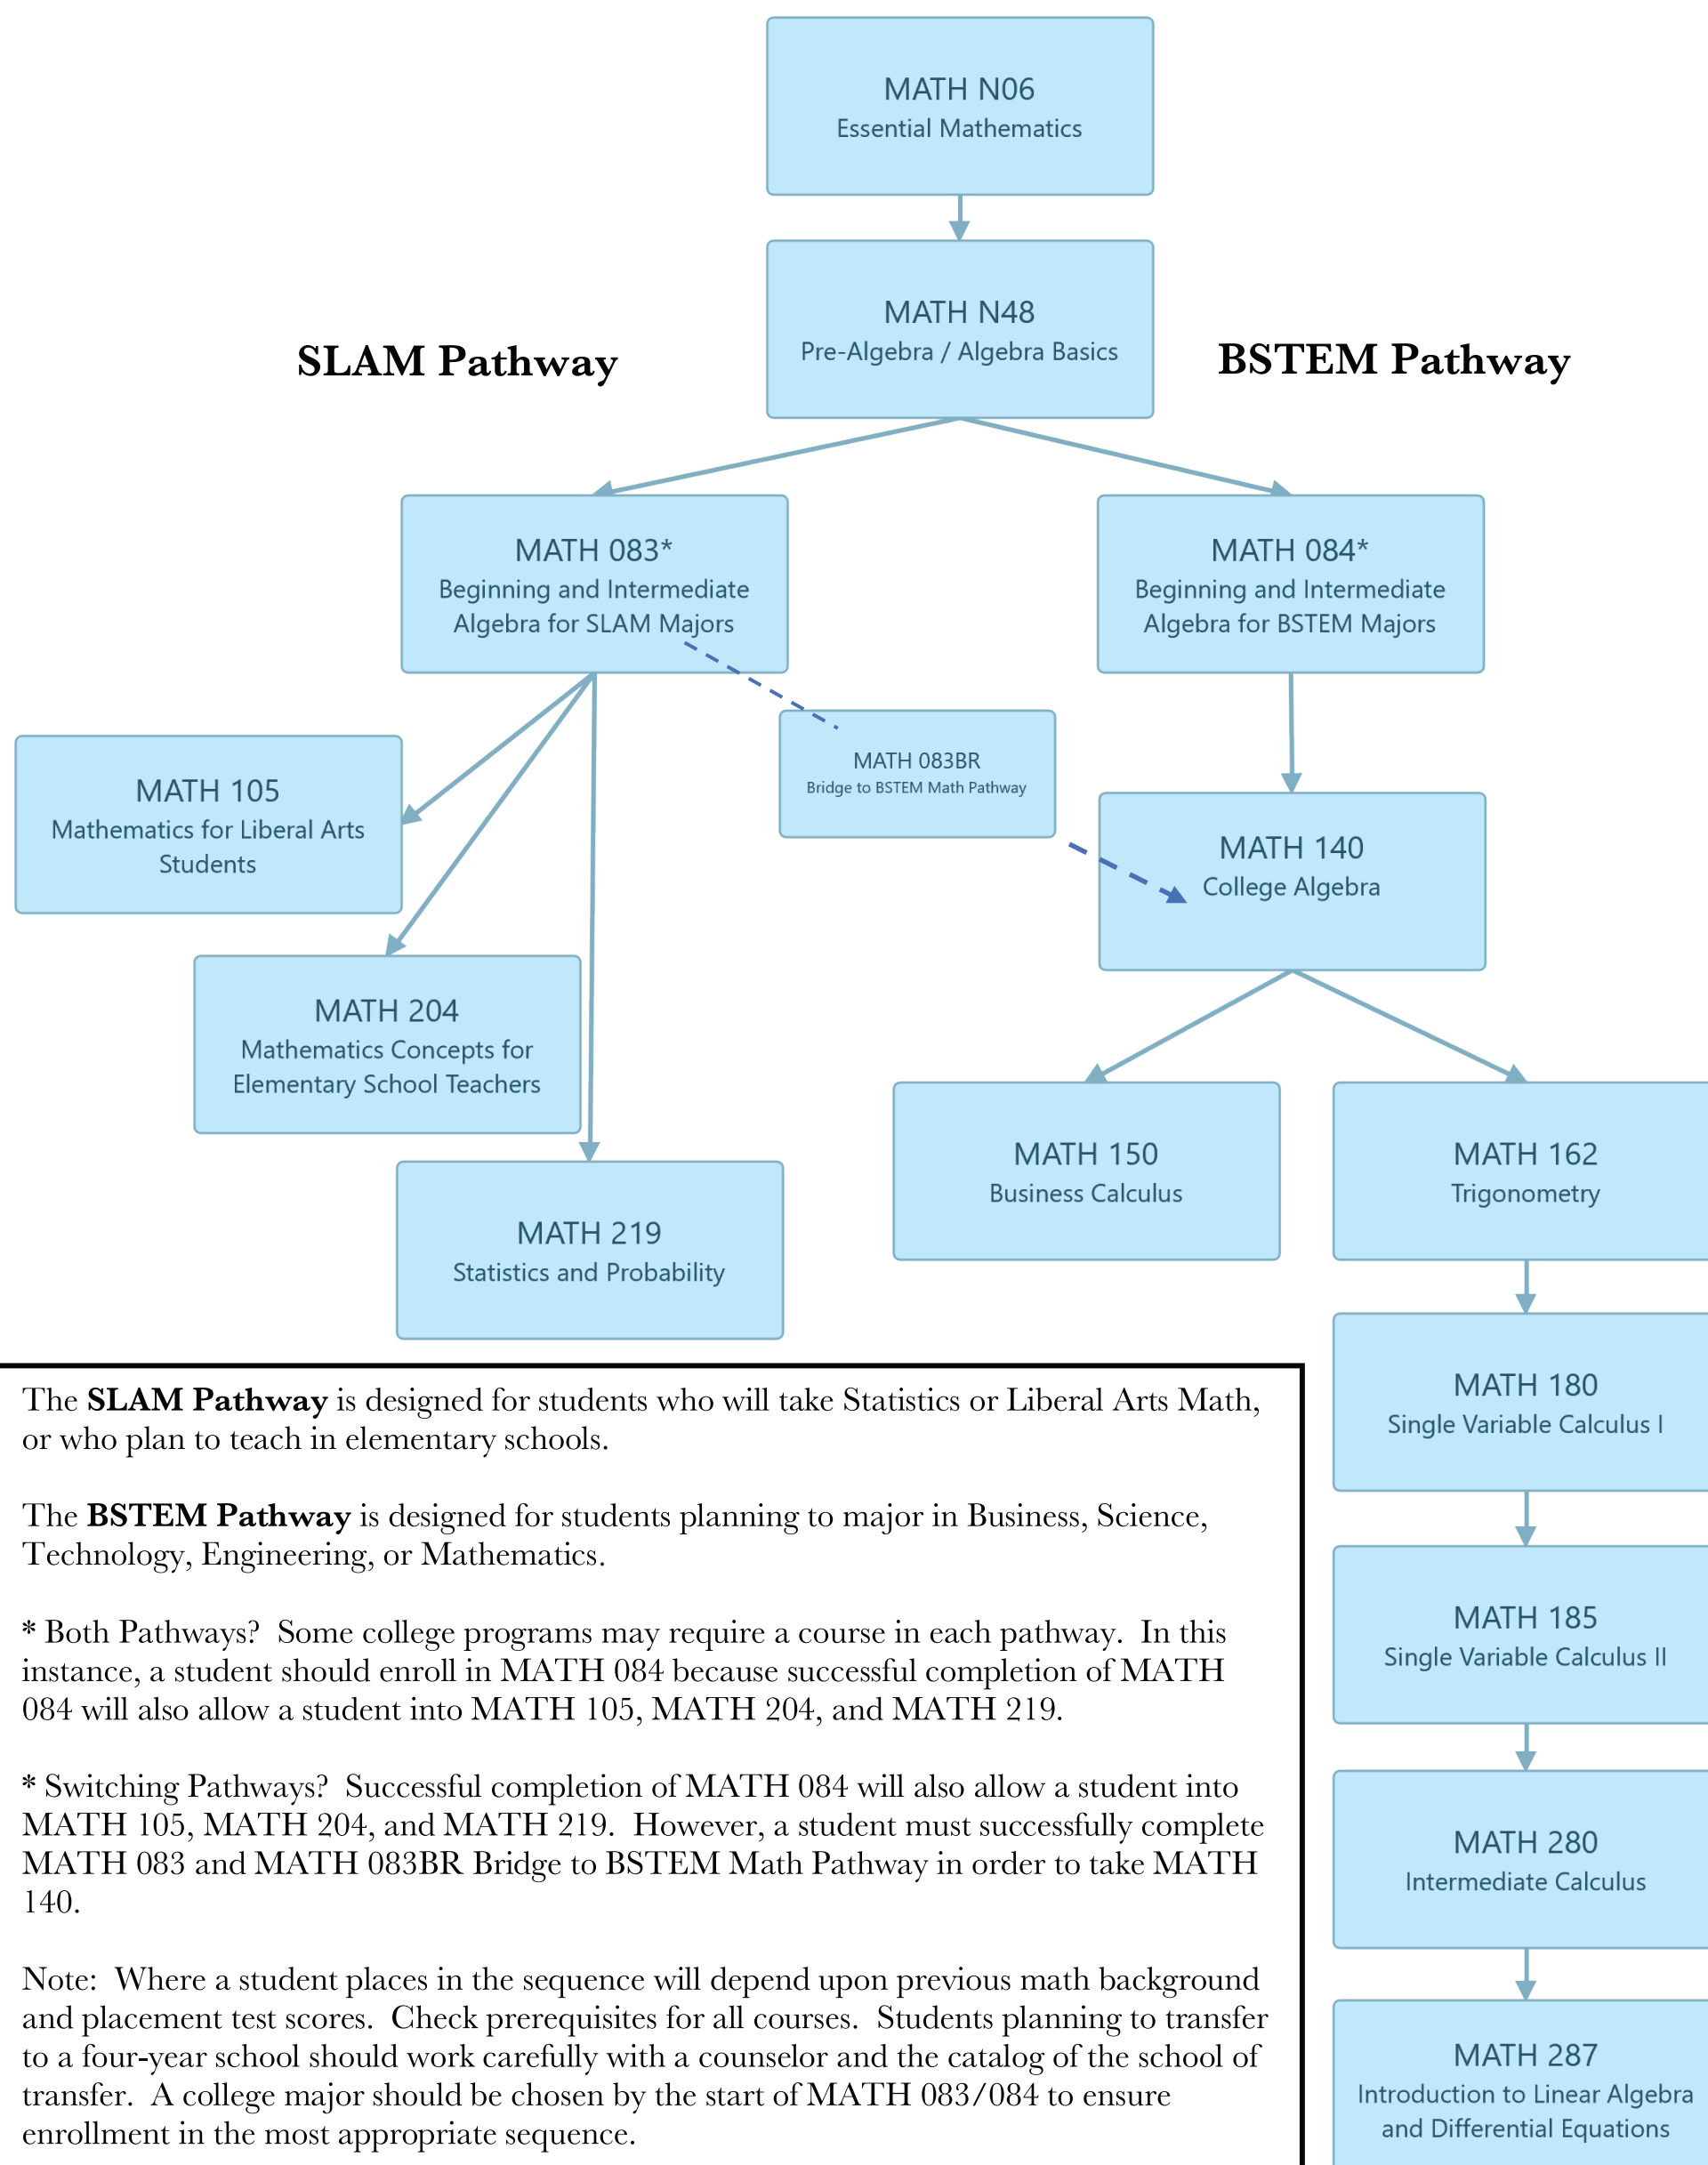 MATH N06
Essential Mathematics
MATH N48
Pre-Algebra / Algebra Basics
SLAM Pathway
BSTEM Pathway
MATH 083*
Beginning and Intermediate
Algebra for SLAM Majors
MATH 084*
Beginning and Intermediate
Algebra for BSTEM Majors
MATH 083BR
Bridge to BSTEM Math Pathway
MATH 105
Mathematics for Liberal Arts
Students
MATH 140
College Algebra
MATH 204
Mathematics Concepts for
Elementary School Teachers
MATH 150
Business Calculus
MATH 162
Trigonometry
MATH 219
Statistics and Probability
MATH 180
Single Variable Calculus I
MATH 185
Single Variable Calculus II
MATH 280
Intermediate Calculus
MATH 287
Introduction to Linear Algebra
and Differential Equations
The SLAM Pathway is designed for students who will take Statistics or Liberal Arts Math,
or who plan to teach in elementary schools.
The BSTEM Pathway is designed for students planning to major in Business, Science,
Technology, Engineering, or Mathematics.
* Both Pathways?  Some college programs may require a course in each pathway.  In this
instance, a student should enroll in MATH 084 because successful completion of MATH
084 will also allow a student into MATH 105, MATH 204, and MATH 219.
* Switching Pathways?  Successful completion of MATH 084 will also allow a student into
MATH 105, MATH 204, and MATH 219.  However, a student must successfully complete
MATH 083 and MATH 083BR Bridge to BSTEM Math Pathway in order to take MATH
140.
Note:  Where a student places in the sequence will depend upon previous math background
and placement test scores.  Check prerequisites for all courses.  Students planning to transfer
to a four-year school should work carefully with a counselor and the catalog of the school of
transfer.  A college major should be chosen by the start of MATH 083/084 to ensure
enrollment in the most appropriate sequence.